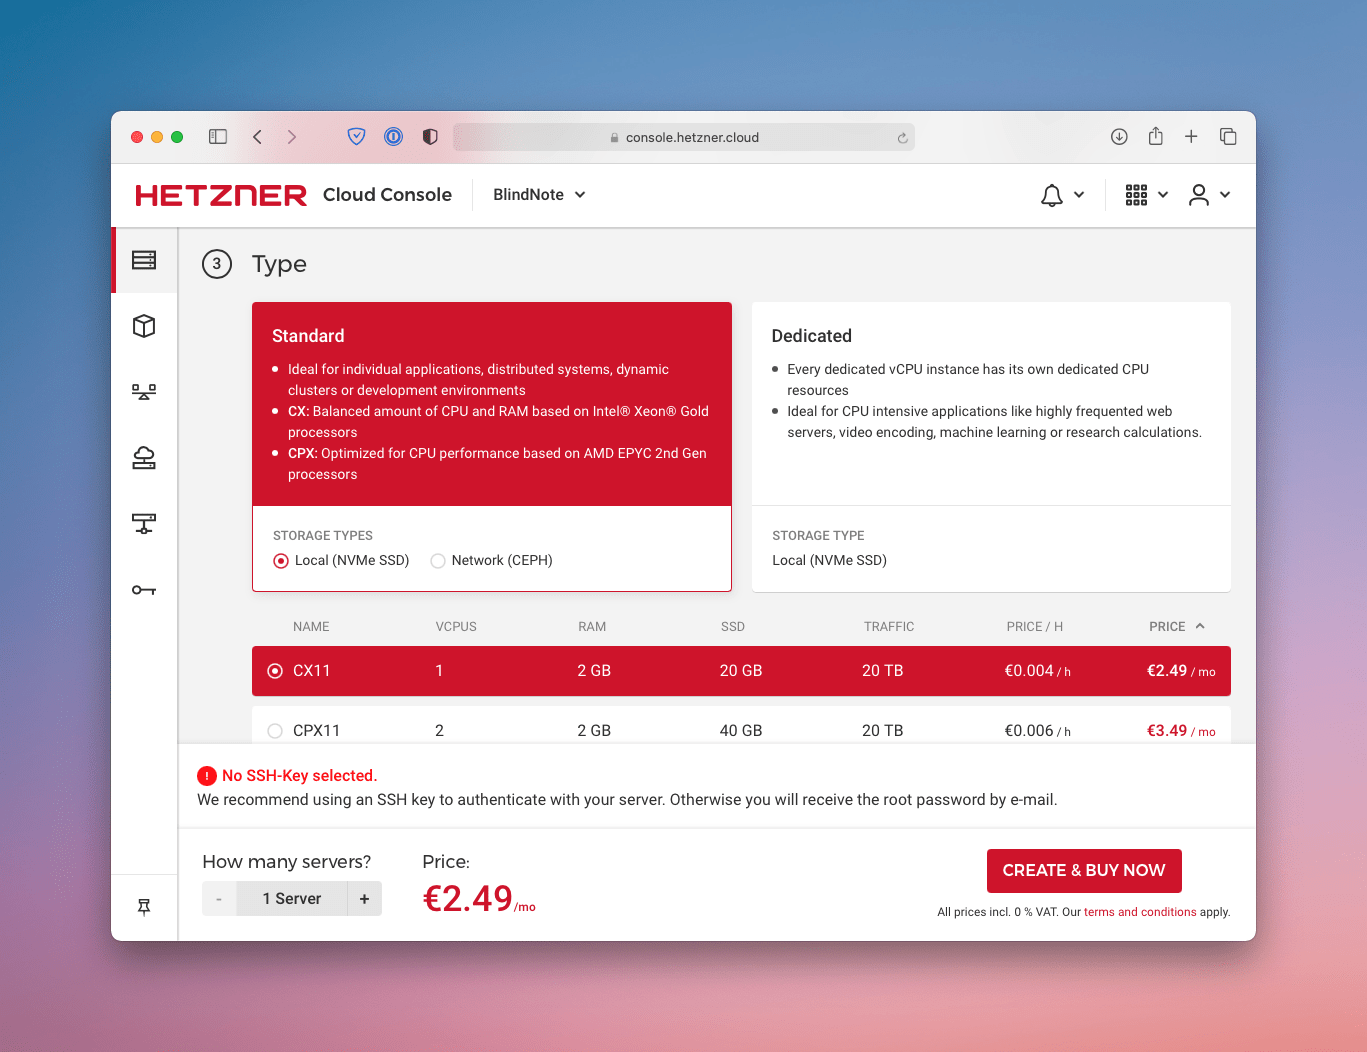 console.hetzner.cloud
HETZNER Cloud Console BlindNote
3 Type
Standard
• Ideal for individual applications, distributed systems, dynamic
clusters or development environments
• CX: Balanced amount of CPU and RAM based on Intel® Xeon® Gold
processors
• CPX: Optimized for CPU performance based on AMD EPYC 2nd Gen
processors
STORAGE TYPES
Local (NVMe SSD) Network (CEPH)
Dedicated
• Every dedicated vCPU instance has its own dedicated CPU
resources
• Ideal for CPU intensive applications like highly frequented web
servers, video encoding, machine learning or research calculations.
STORAGE TYPE
Local (NVMe SSD)
NAME VCPUS RAM SSD TRAFFIC PRICE / H PRICE
CX11 1 2 GB 20 GB 20 TB €0.004 / h €2.49 / mo
CPX11 2 2 GB 40 GB 20 TB €0.006 / h €3.49 / mo
! No SSH-Key selected.
We recommend using an SSH key to authenticate with your server. Otherwise you will receive the root password by e-mail.
How many servers?
- 1 Server +
Price:
€2.49/mo
CREATE & BUY NOW
All prices incl. 0 % VAT. Our terms and conditions apply.